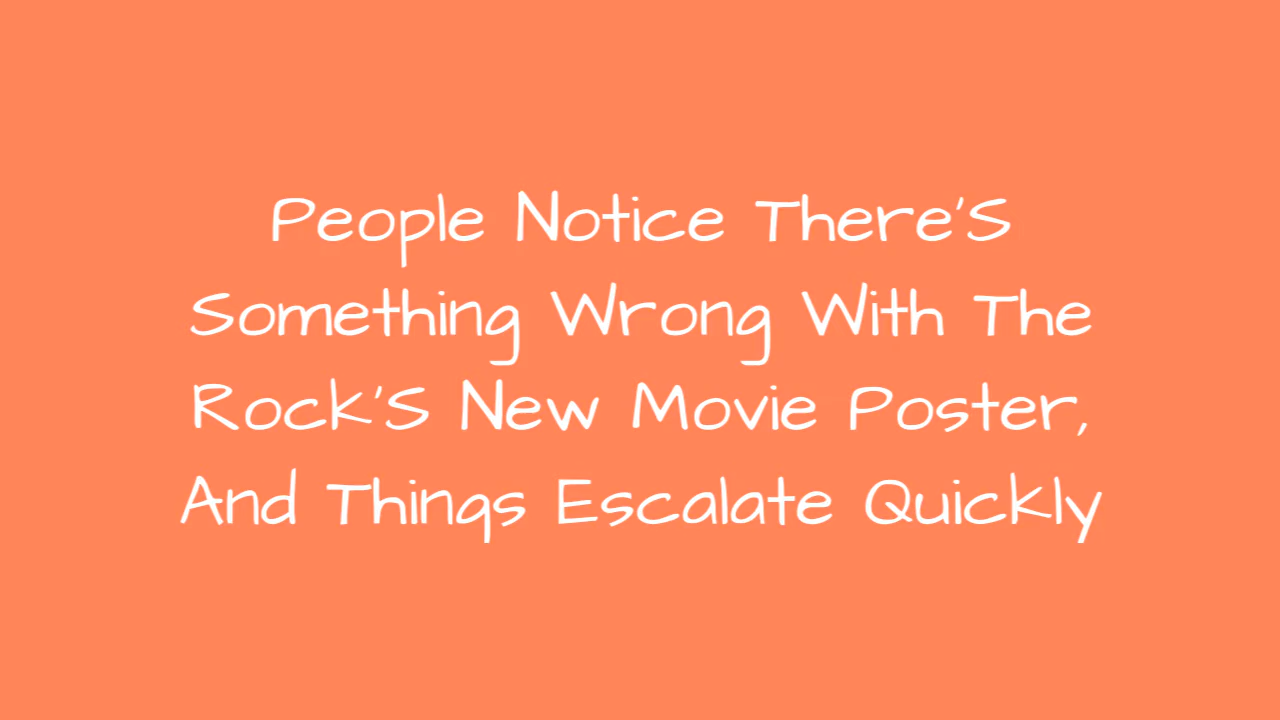 People Notice There'S
Something Wrong With The
Rock'S New Movie Poster,
And Things Escalate Quickly